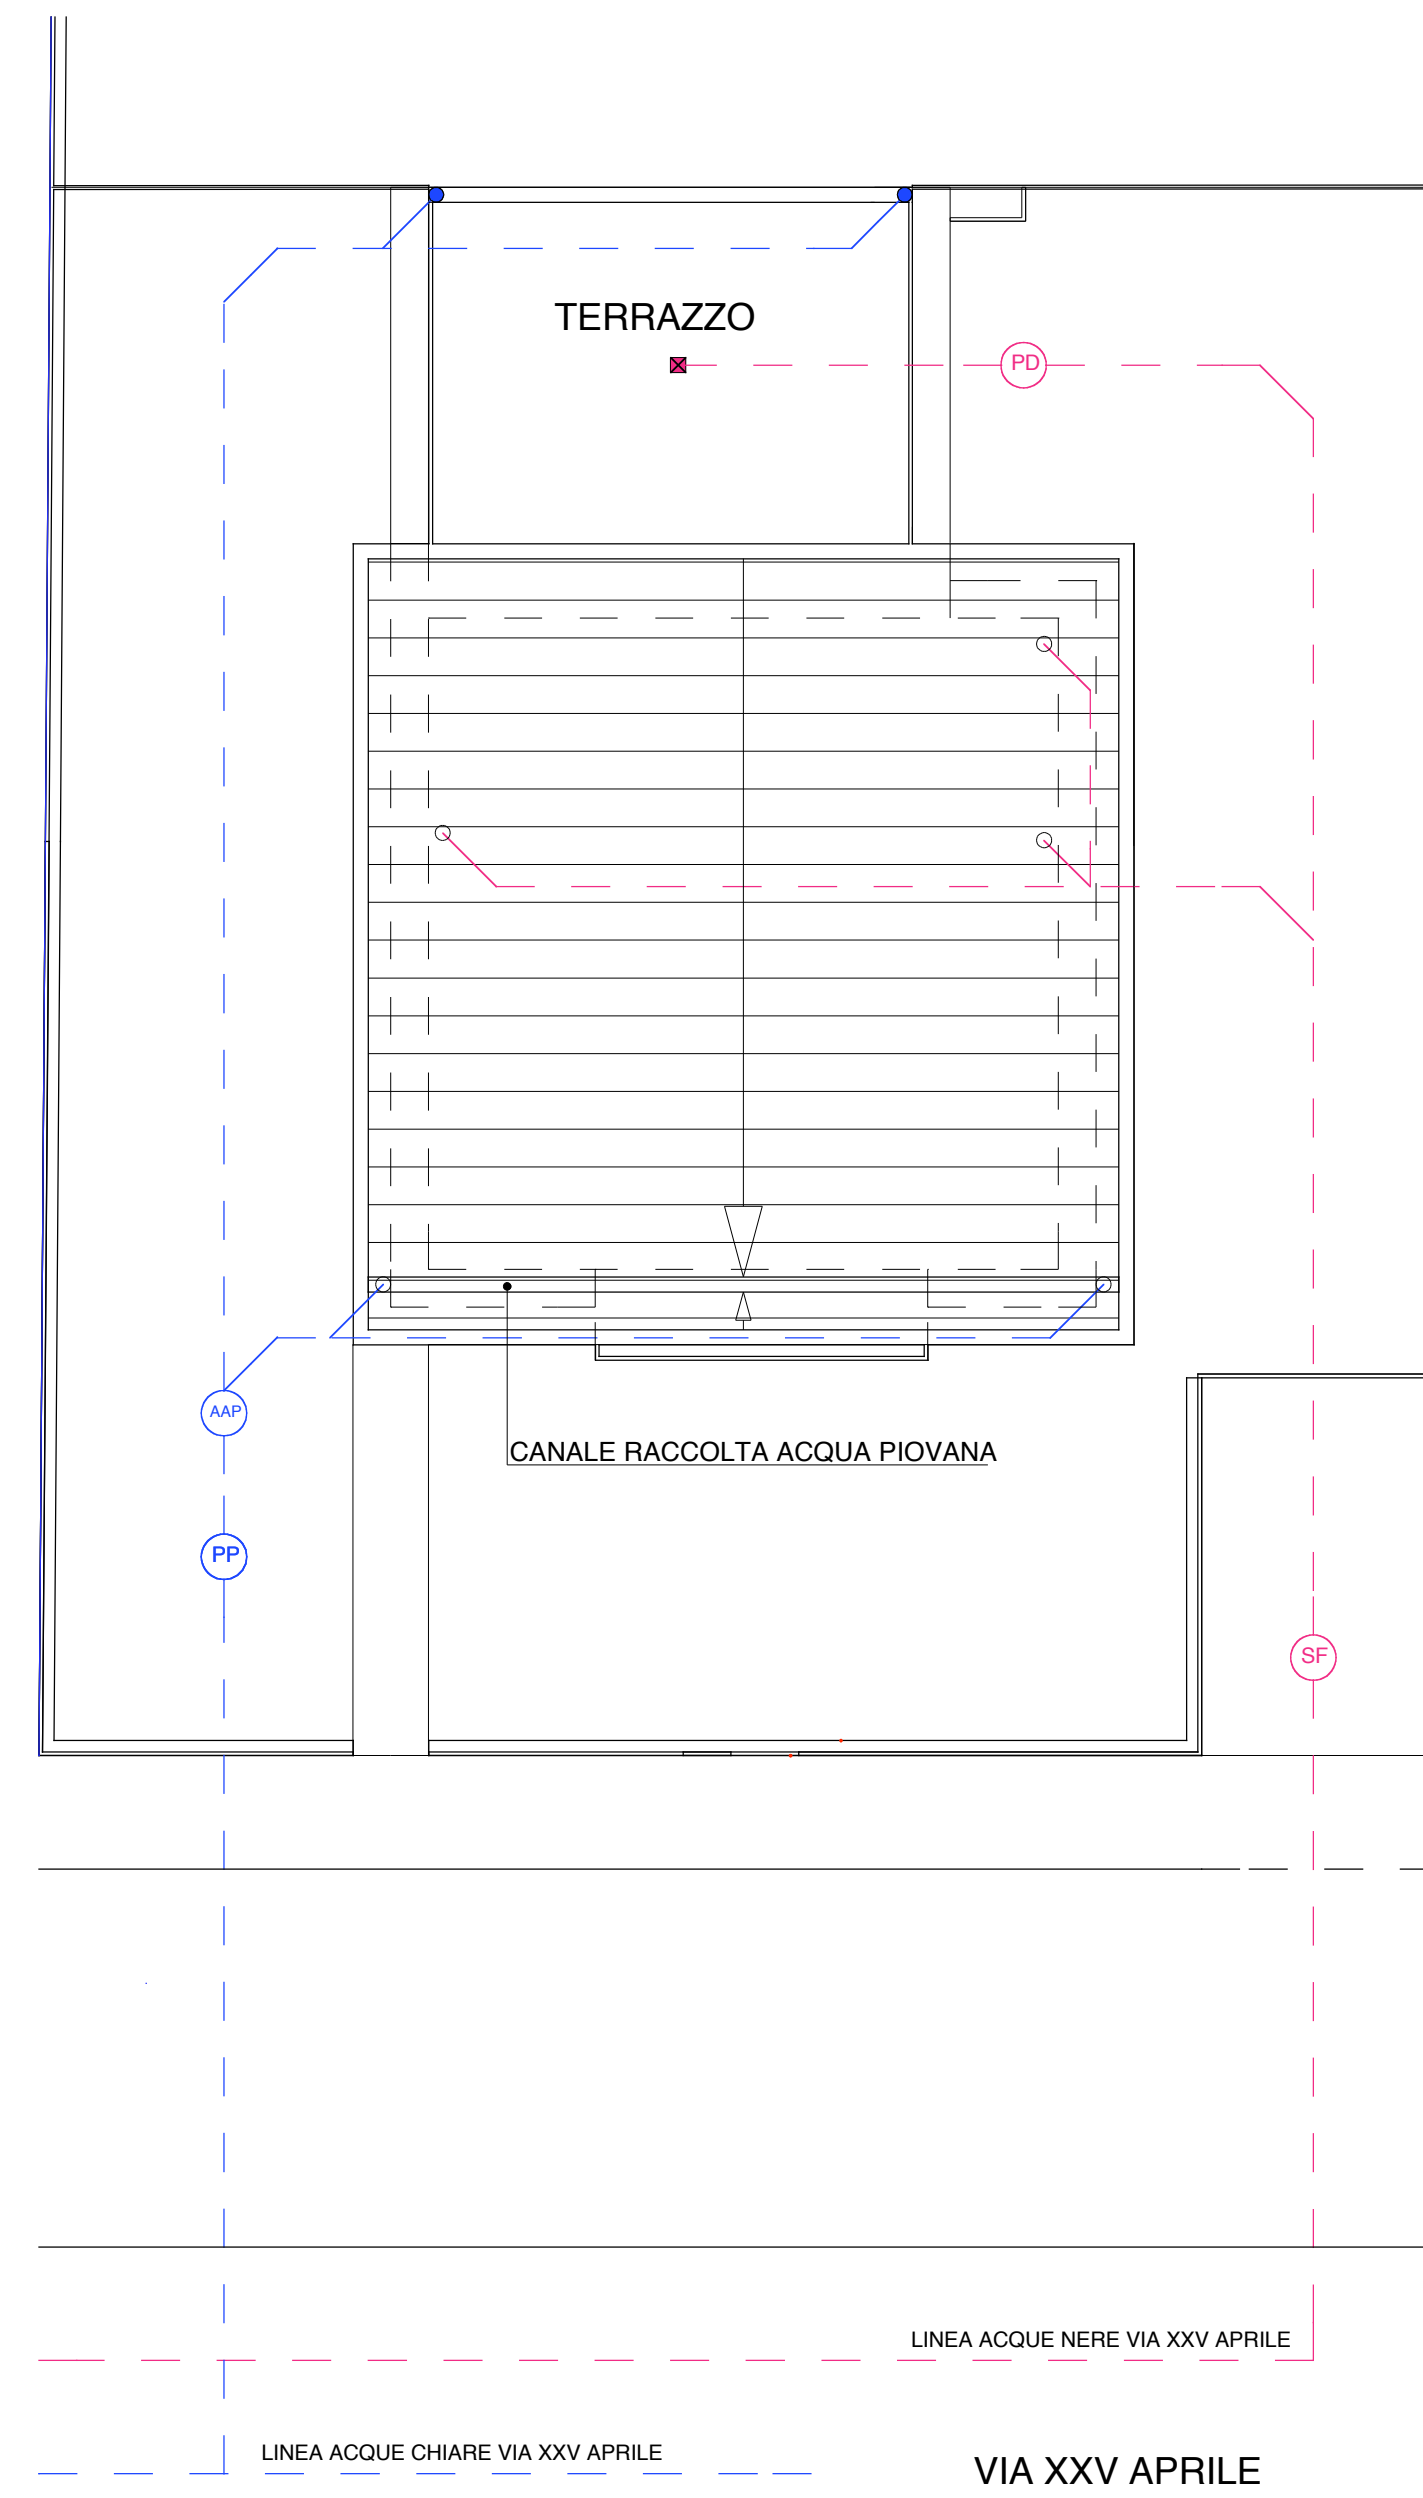 TERRAZZO
PD
AAP
CANALE RACCOLTA ACQUA PIOVANA
PP
SF
LINEA ACQUE NERE VIA XXV APRILE
LINEA ACQUE CHIARE VIA XXV APRILE
VIA XXV APRILE